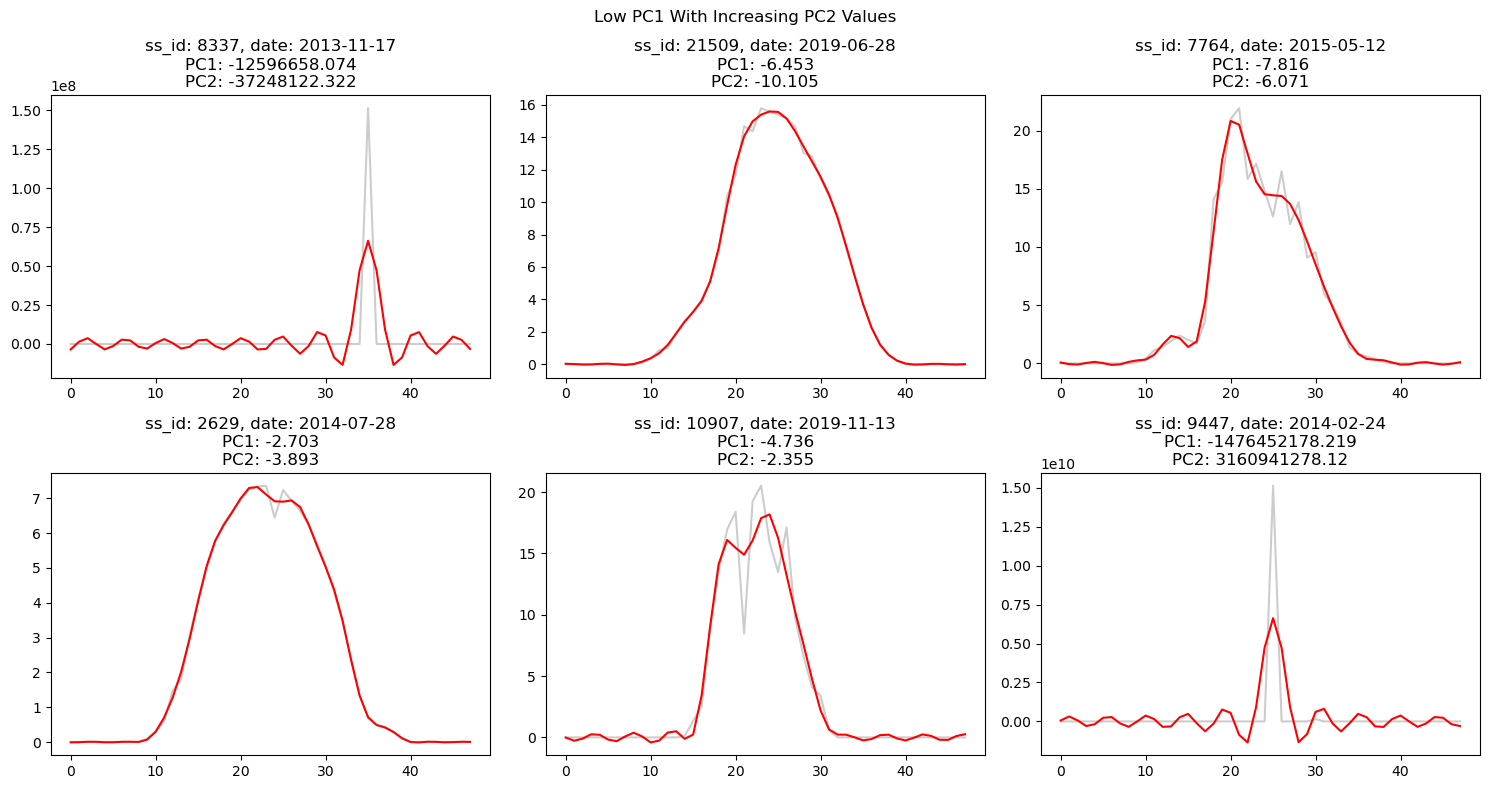 Low PC1 With Increasing PC2 Values
ss_id: 8337, date: 2013-11-17
PC1: -12596658.074
PC2: -37248122.322
1e8
1.50
1.25
1.00
0.75
0.50
0.25
0.00
0 10 20 30 40
ss_id: 21509, date: 2019-06-28
PC1: -6.453
PC2: -10.105
16
14
12
10
8
6
4
2
0
0 10 20 30 40
ss_id: 7764, date: 2015-05-12
PC1: -7.816
PC2: -6.071
20
15
10
5
0
0 10 20 30 40
ss_id: 2629, date: 2014-07-28
PC1: -2.703
PC2: -3.893
7
6
5
4
3
2
1
0
0 10 20 30 40
ss_id: 10907, date: 2019-11-13
PC1: -4.736
PC2: -2.355
20
15
10
5
0
0 10 20 30 40
ss_id: 9447, date: 2014-02-24
PC1: -1476452178.219
PC2: 3160941278.12
1e10
1.50
1.25
1.00
0.75
0.50
0.25
0.00
0 10 20 30 40